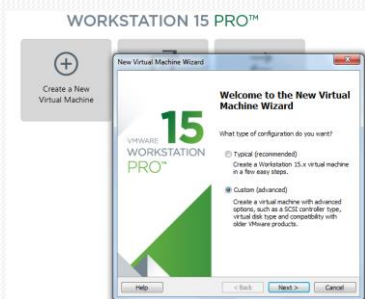 WORKSTATION 15 PRO™
Create a New
Virtual Machine
New Virtual Machine Wizard
Welcome to the New Virtual
Machine Wizard
VMWARE
15
WORKSTATION
PRO™
What type of configuration do you want?
Typical (recommended)
Create a Workstation 15.x virtual machine
in a few easy steps.
Custom (advanced)
Create a virtual machine with advanced
options, such as a SCSI controller type,
virtual disk type and compatibility with
older VMware products.
Help
< Back
Next >
Cancel